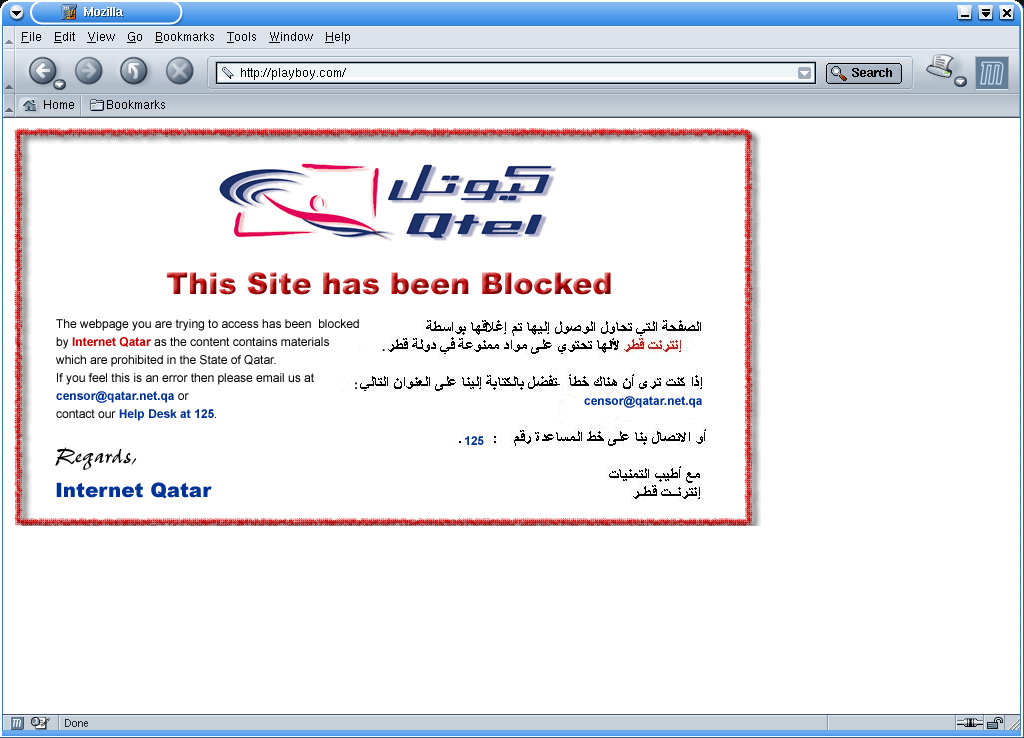 Mozilla
File Edit View Go Bookmarks Tools Window Help
http://playboy.com/
Search
Home Bookmarks
كيوتل
Qtel
This Site has been Blocked
The webpage you are trying to access has been blocked
by Internet Qatar as the content contains materials
which are prohibited in the State of Qatar.
If you feel this is an error then please email us at
censor@qatar.net.qa or
contact our Help Desk at 125.
Regards,
Internet Qatar
الصفحة التي تحاول الوصول إليها تم إغلاقها بواسطة
إنترنت قطر لأنها تحتوي على مواد ممنوعة في دولة قطر.
إذا كنت ترى أن هناك خطأ تفضل بالكتابة إلينا على العنوان التالي:
censor@qatar.net.qa
أو الاتصال بنا على خط المساعدة رقم : 125.
مع أطيب التمنيات
إنترنــت قطـر
Done